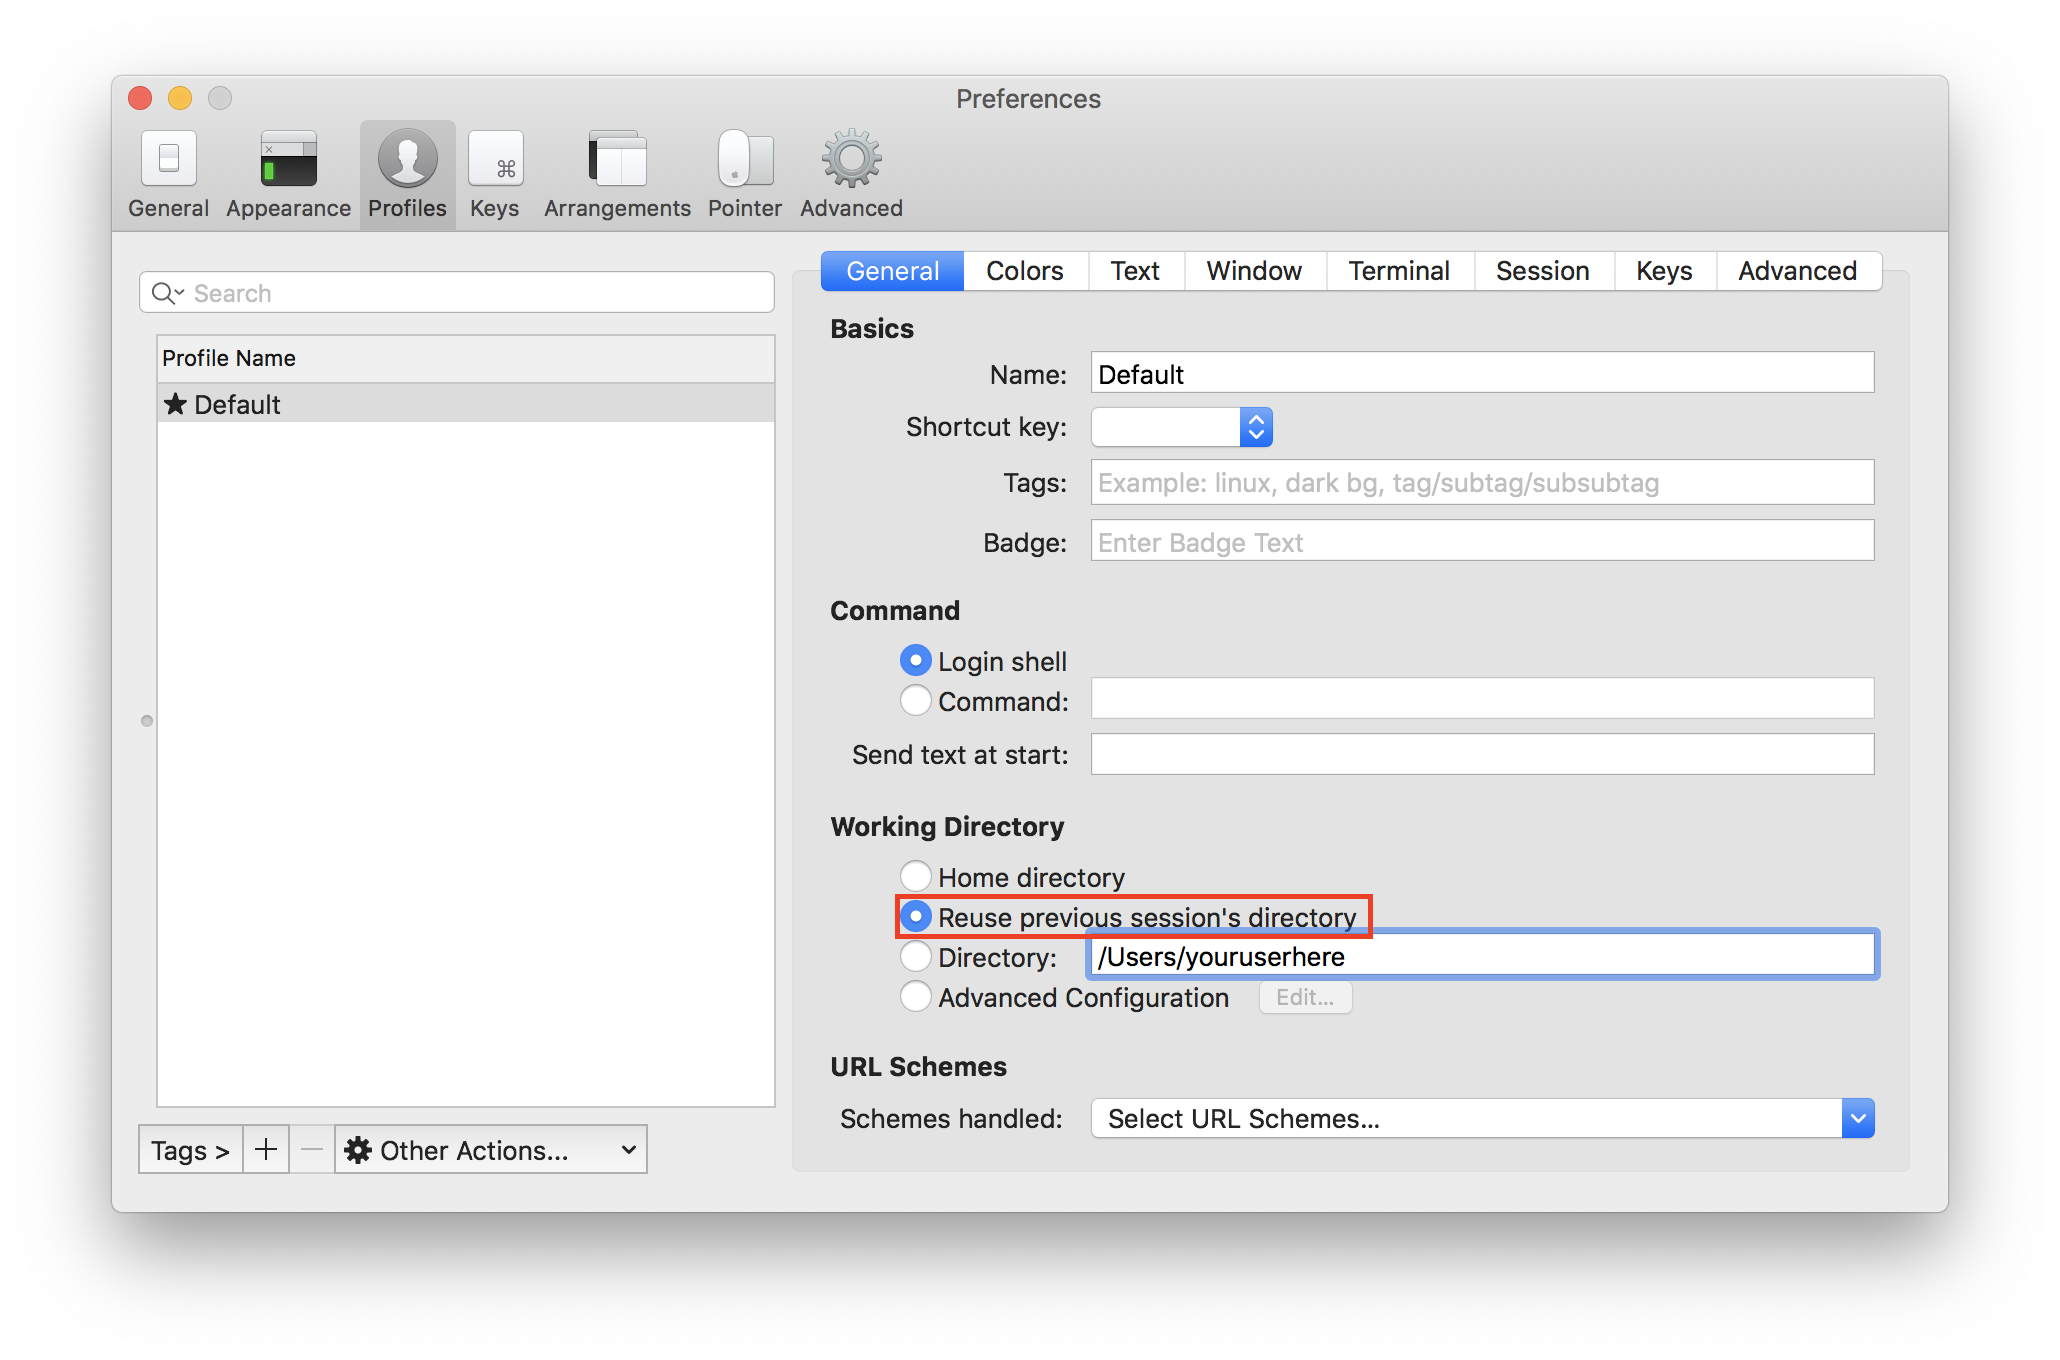 Preferences
General Appearance Profiles Keys Arrangements Pointer Advanced
Search
Profile Name
★ Default
Tags > + — Other Actions...
General Colors Text Window Terminal Session Keys Advanced
Basics
Name: Default
Shortcut key:
Tags: Example: linux, dark bg, tag/subtag/subsubtag
Badge: Enter Badge Text
Command
Login shell
Command:
Send text at start:
Working Directory
Home directory
Reuse previous session's directory
Directory: /Users/youruserhere
Advanced Configuration Edit...
URL Schemes
Schemes handled: Select URL Schemes...